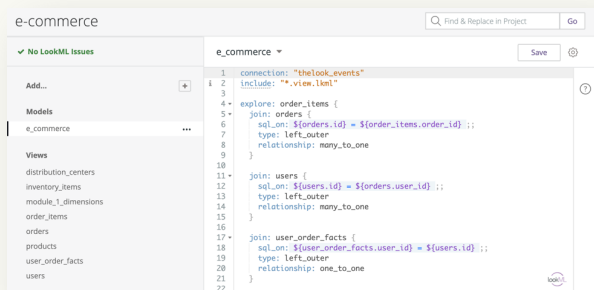 e-commerce
Find & Replace in Project
Go
✔ No LookML Issues
Add...
+
Models
e_commerce
Views
distribution_centers
inventory_items
module_1_dimensions
order_items
orders
products
user_order_facts
users
e_commerce
Save
?
1 connection: "thelook_events"
i 2 include: "*.view.lkml"
3
4 explore: order_items {
5 join: orders {
6 sql_on: ${orders.id} = ${order_items.order_id} ;;
7 type: left_outer
8 relationship: many_to_one
9 }
10
11 join: users {
12 sql_on: ${users.id} = ${orders.user_id} ;;
13 type: left_outer
14 relationship: many_to_one
15 }
16
17 join: user_order_facts {
18 sql_on: ${user_order_facts.user_id} = ${users.id} ;;
19 type: left_outer
20 relationship: one_to_one
21 }
22
lookML